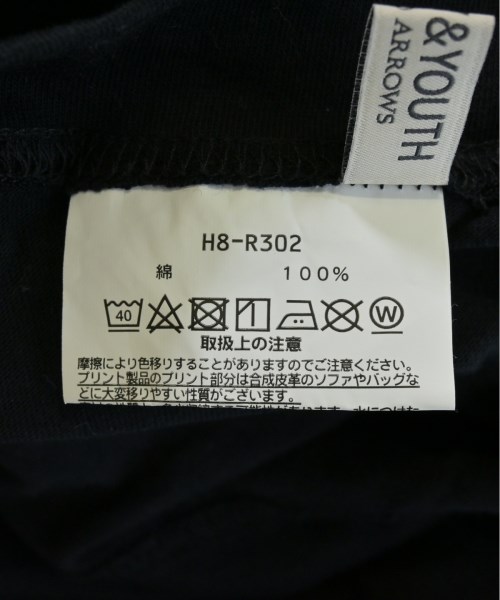 &YOUTH
ARROWS
H8-R302
綿 100%
40
W
取扱上の注意
摩擦により色移りすることがありますのでご注意ください。
プリント製品のプリント部分は合成皮革のソファやバッグな
どに大変移りやすい性質がございます。